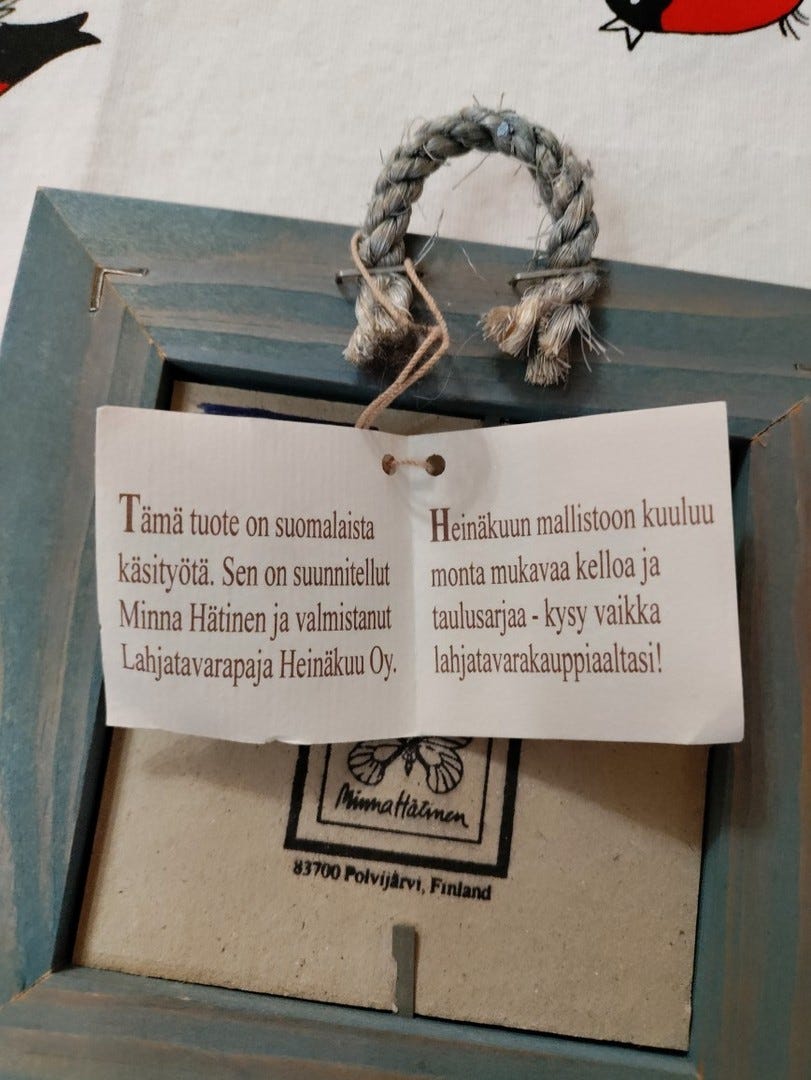 Tämä tuote on suomalaista
käsityötä. Sen on suunnitellut
Minna Hätinen ja valmistanut
Lahjatavarapaja Heinäkuu Oy.
Heinäkuun mallistoon kuuluu
monta mukavaa kelloa ja
taulusarjaa - kysy vaikka
lahjatavarakauppiaaltasi!
Minna Hätinen
83700 Polvijärvi, Finland